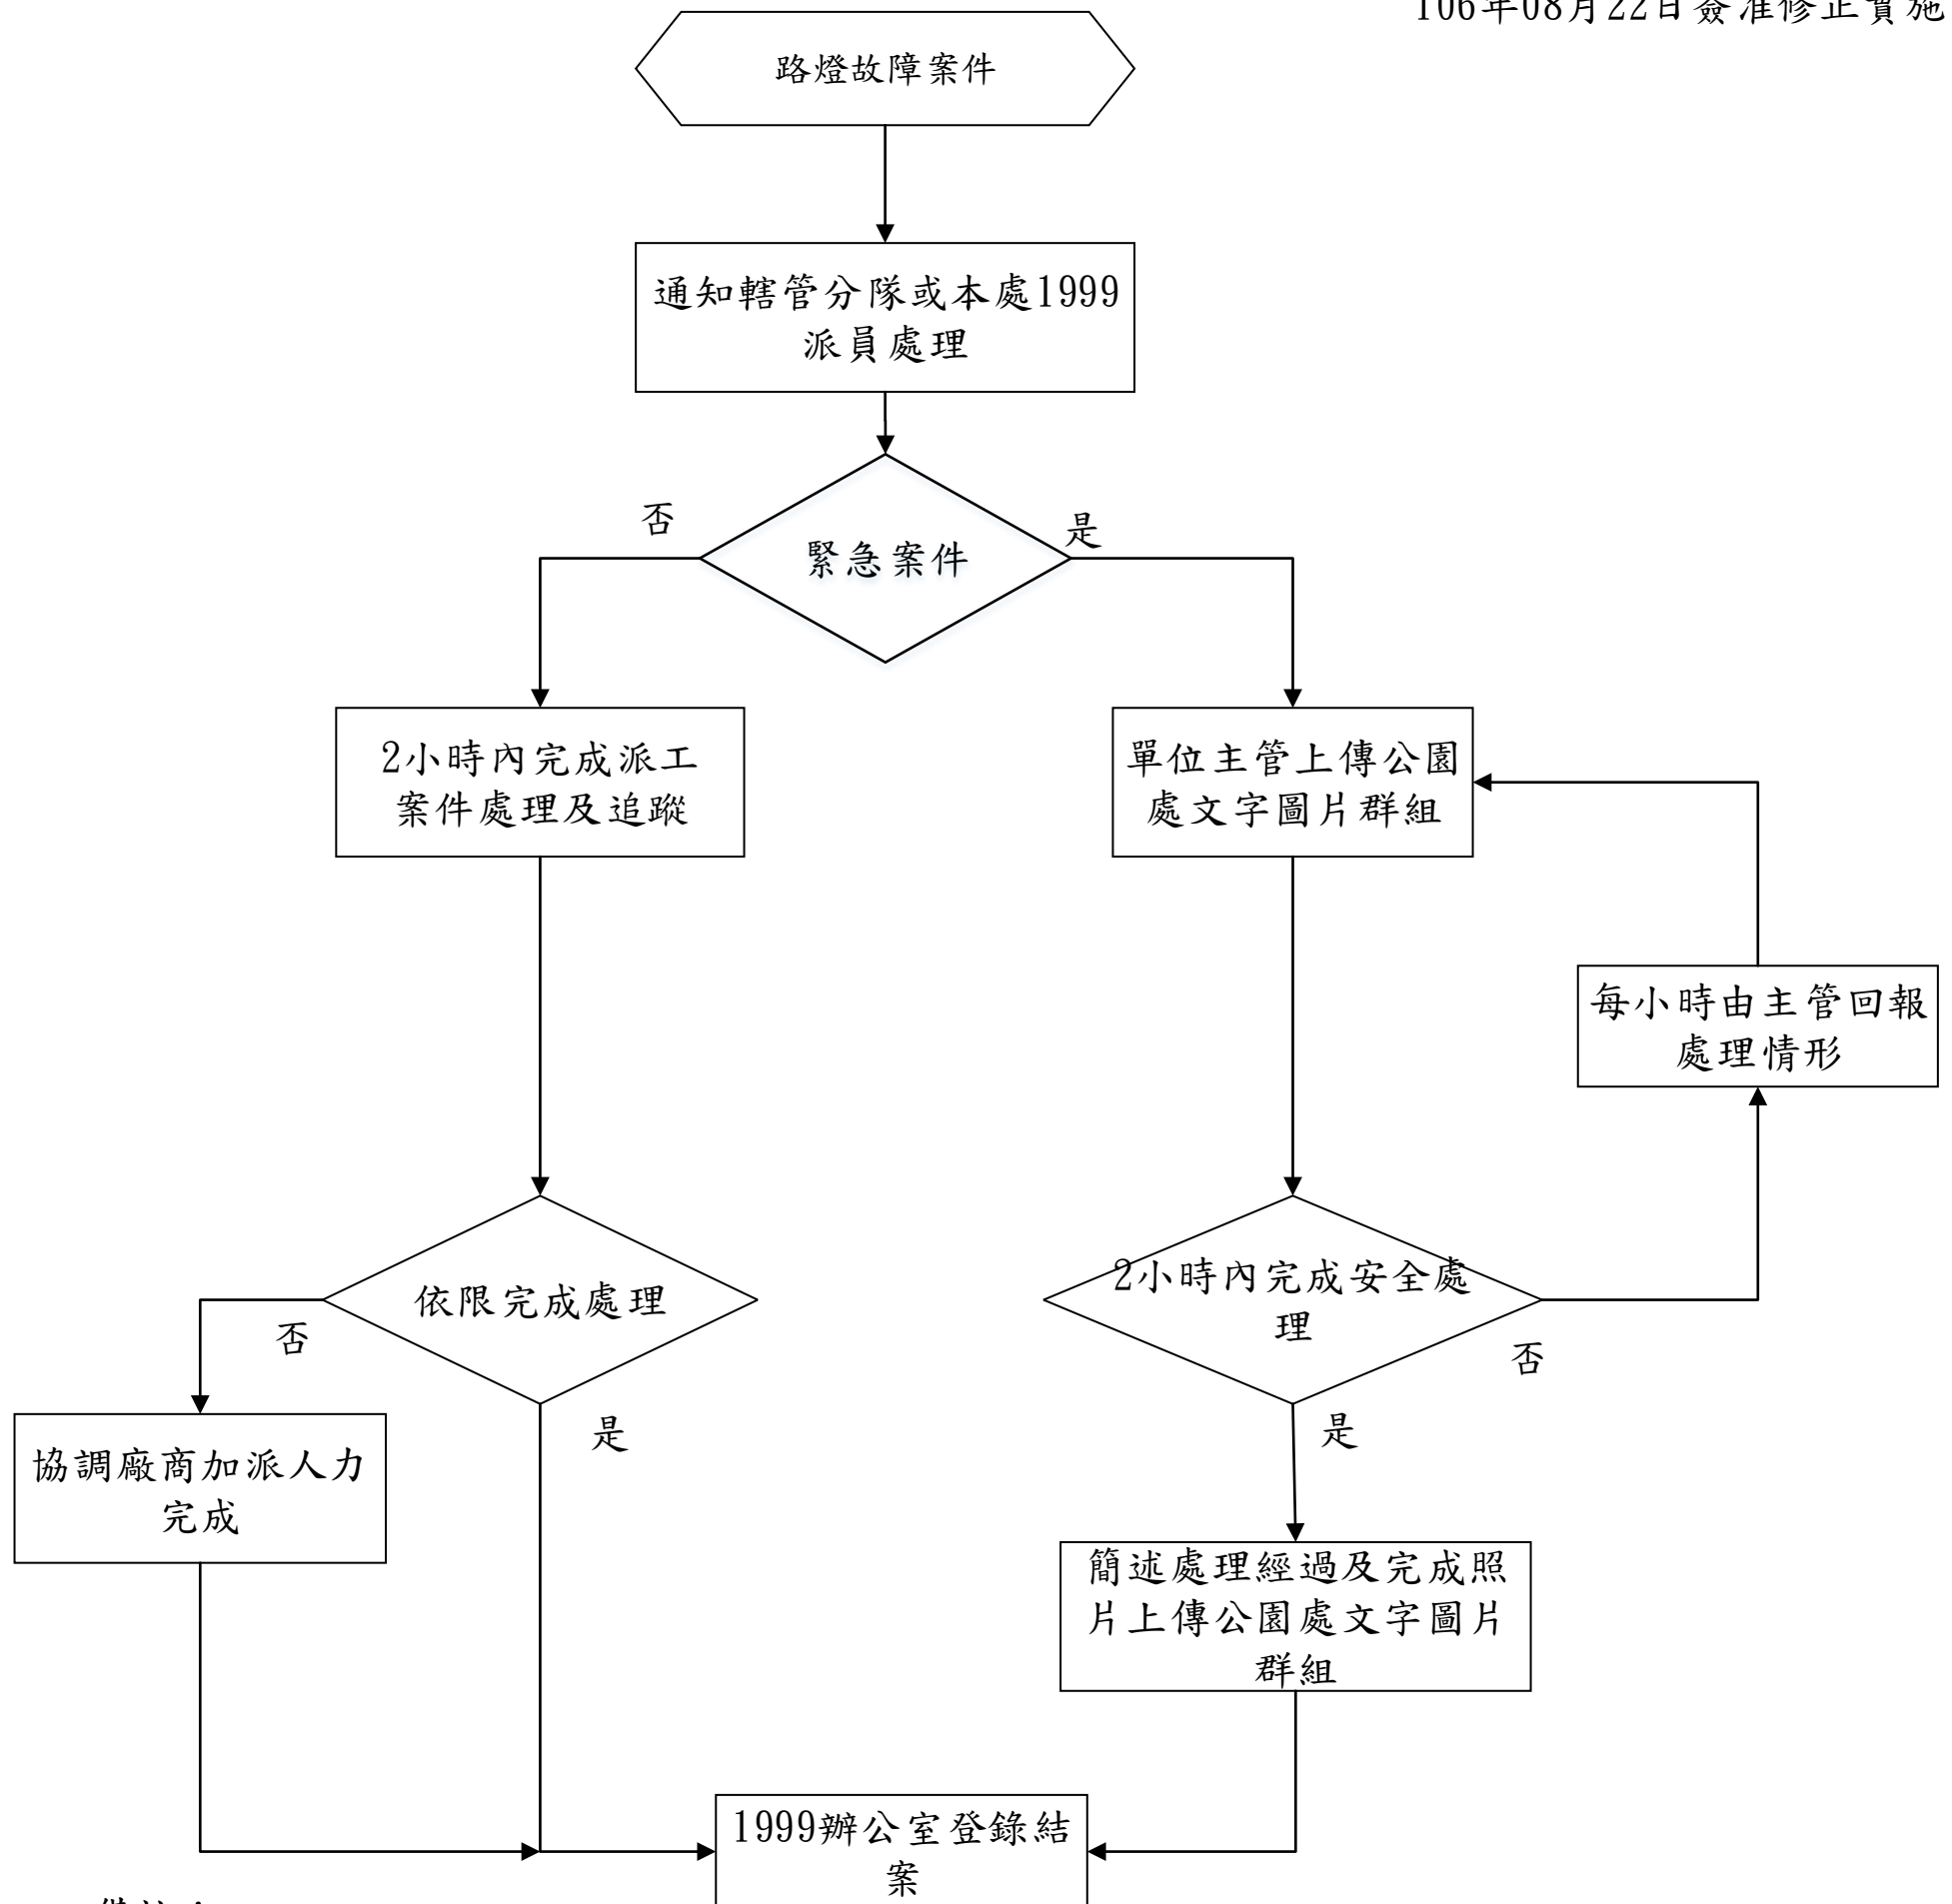 106年08月22日簽准修正實施
路燈故障案件
通知轄管分隊或本處1999
派員處理
否
是
緊急案件
2小時內完成派工
案件處理及追蹤
單位主管上傳公園
處文字圖片群組
每小時由主管回報
處理情形
依限完成處理
2小時內完成安全處
理
否
否
是
是
協調廠商加派人力
完成
簡述處理經過及完成照
片上傳公園處文字圖片
群組
1999辦公室登錄結
案